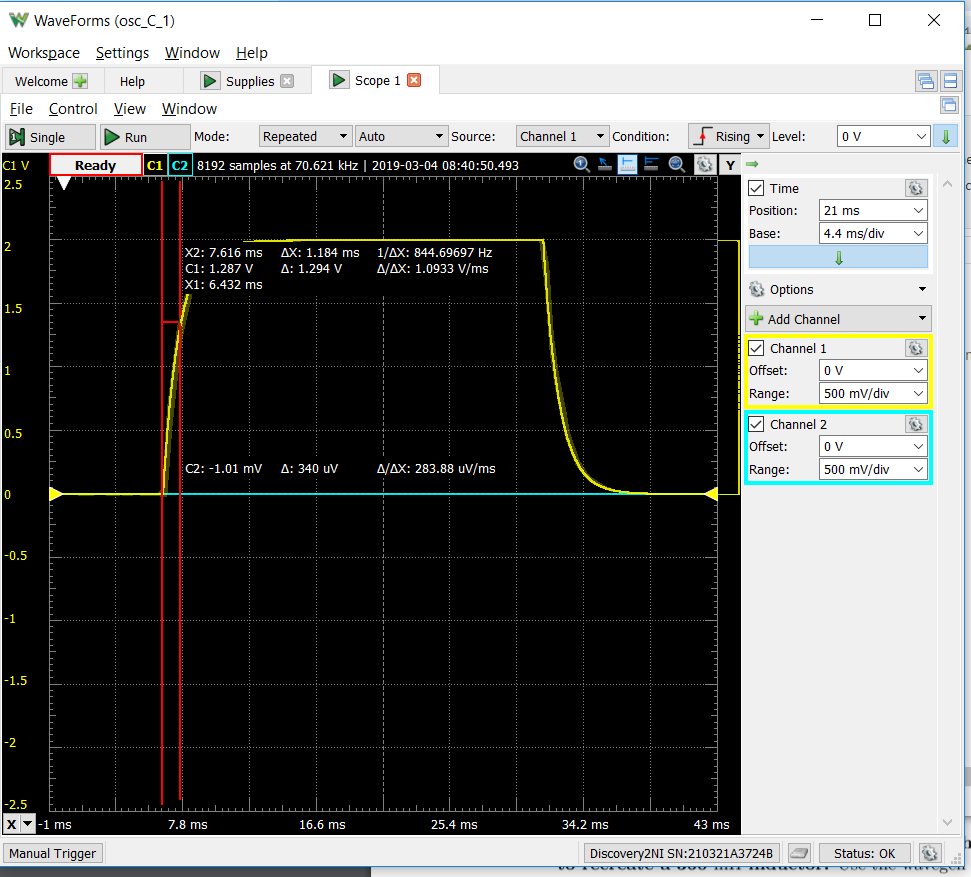 WaveForms (osc_C_1)
Workspace Settings Window Help
Welcome Help Supplies Scope 1
File Control View Window
Single Run Mode: Repeated Auto Source: Channel 1 Condition: Rising Level: 0 V
C1 V Ready C1 C2 8192 samples at 70.621 kHz | 2019-03-04 08:40:50.493 Y
2.5
2
1.5
1
0.5
0
-0.5
-1
-1.5
-2
-2.5
X2: 7.616 ms ΔX: 1.184 ms 1/ΔX: 844.69697 Hz
C1: 1.287 V Δ: 1.294 V Δ/ΔX: 1.0933 V/ms
X1: 6.432 ms
C2: -1.01 mV Δ: 340 uV Δ/ΔX: 283.88 uV/ms
X -1 ms 7.8 ms 16.6 ms 25.4 ms 34.2 ms 43 ms
Time
Position: 21 ms
Base: 4.4 ms/div
Options
Add Channel
Channel 1
Offset: 0 V
Range: 500 mV/div
Channel 2
Offset: 0 V
Range: 500 mV/div
Manual Trigger Discovery2NI SN:210321A3724B Status: OK